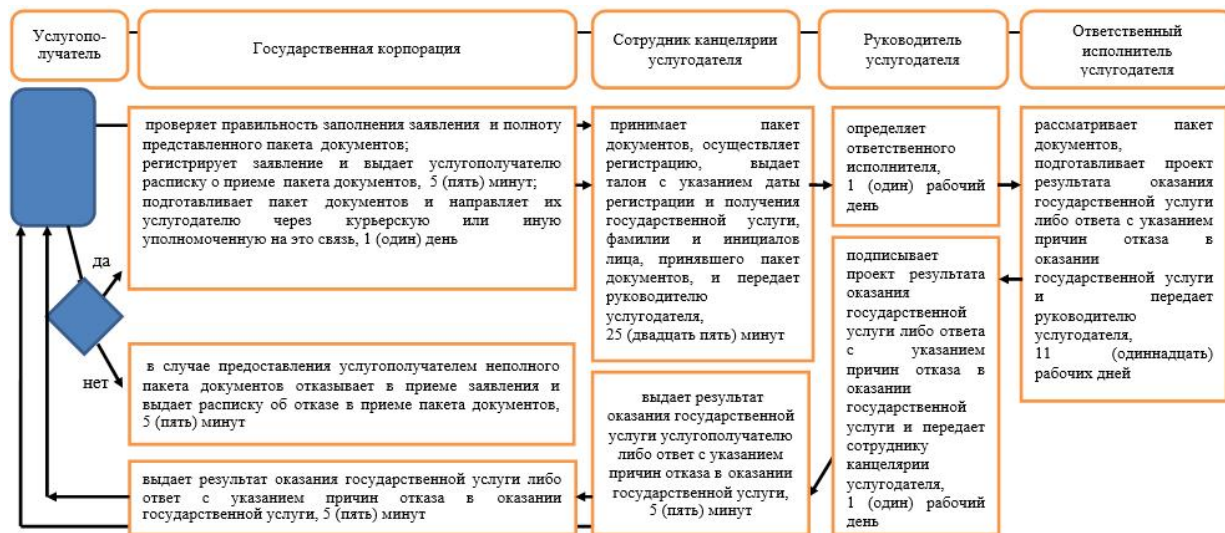 Услугопо-
лучатель
Государственная корпорация
Сотрудник канцелярии
услугодателя
Руководитель
услугодателя
Ответственный
исполнитель
услугодателя
проверяет правильность заполнения заявления и полноту
представленного пакета документов;
регистрирует заявление и выдает услугополучателю
расписку о приеме пакета документов, 5 (пять) минут;
подготавливает пакет документов и направляет их
услугодателю через курьерскую или иную
уполномоченную на это связь, 1 (один) день
принимает пакет
документов, осуществляет
регистрацию, выдает
талон с указанием даты
регистрации и получения
государственной услуги,
фамилии и инициалов
лица, принявшего пакет
документов, и передает
руководителю
услугодателя,
25 (двадцать пять) минут
определяет
ответственного
исполнителя,
1 (один) рабочий
день
рассматривает пакет
документов,
подготавливает проект
результата оказания
государственной услуги
либо ответа с указанием
причин отказа в
оказании
государственной услуги
и передает
руководителю
услугодателя,
11 (одиннадцать)
рабочих дней
да
нет
в случае предоставления услугополучателем неполного
пакета документов отказывает в приеме заявления и
выдает расписку об отказе в приеме пакета документов,
5 (пять) минут
подписывает
проект результата
оказания
государственной
услуги либо ответа
с указанием
причин отказа в
оказании
государственной
услуги и передает
сотруднику
канцелярии
услугодателя,
1 (один) рабочий
день
выдает результат
оказания государственной
услуги услугополучателю
либо ответ с указанием
причин отказа в оказании
государственной услуги,
5 (пять) минут
выдает результат оказания государственной услуги либо
ответ с указанием причин отказа в оказании
государственной услуги, 5 (пять) минут